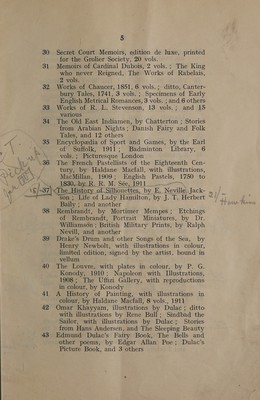 5
30 Secret Court Memoirs, edition de luxe, printed
for the Grolier Society, 20 vols.
31 Memoirs of Cardinal Dubois, 2 vols. ; The King
who never Reigned, The Works of Rabelais,
2 vols.
32 Works of Chaucer, 1851, 6 vols. ; ditto, Canter-
bury Tales, 1741, 3 vols. ; Specimens of Early
English Metrical Romances, 3 vols. ; and 6 others
33 Works of R. L. Stevenson, 13 vols. ; and 15
various
34 The Old East Indiamen, by Chatterton ; Stories
from Arabian Nights ; Danish Fairy and Folk
Tales, and 12 others
35 Encyclopædia of Sport and Games, by the Earl
of Suffolk, 1911 ; Badminton Library, 6
vols. ; Picturesque London
36 The French Pastellists of the Eighteenth Cen-
tury, by Haldane Macfall, with illustrations,
MacMillan, 1909 ; English Pastels, 1750 to
1830, by R. R. M. Sée, 1911
37 The History of Silhouettes, by E. Neville Jack-
son ; Life of Lady Hamilton, by J. T. Herbert
Baily ; and another
38 Rembrandt, by Mortimer Menpes ; Etchings
of Rembrandt, Portrait Miniatures, by Dr.
Williamson ; British Military Prints, by Ralph
Nevill, and another
39 Drake's Drum and other Songs of the Sea, by
Henry Newbolt, with illustrations in colour,
limited edition, signed by the artist, bound in
vellum
40 The Louvre, with plates in colour, by P. G.
Konody, 1910 ; Napoleon with Illustrations,
1908 ; The Uffizi Gallery, with reproductions
in colour, by Konody
41 A History of Painting, with illustrations in
colour, by Haldane Macfall, 8 vols., 1911
42 Omar Khayyam, illustrations by Dulac ; ditto
with illustrations by Rene Bull ; Sindbad the
Sailor, with illustrations by Dulac ; Stories
from Hans Andersen, and The Sleeping Beauty
43 Edmund Dulac's Fairy Book, The Bells and
other poems, by Edgar Allan Poe ; Dulac's
Picture Book, and 3 others